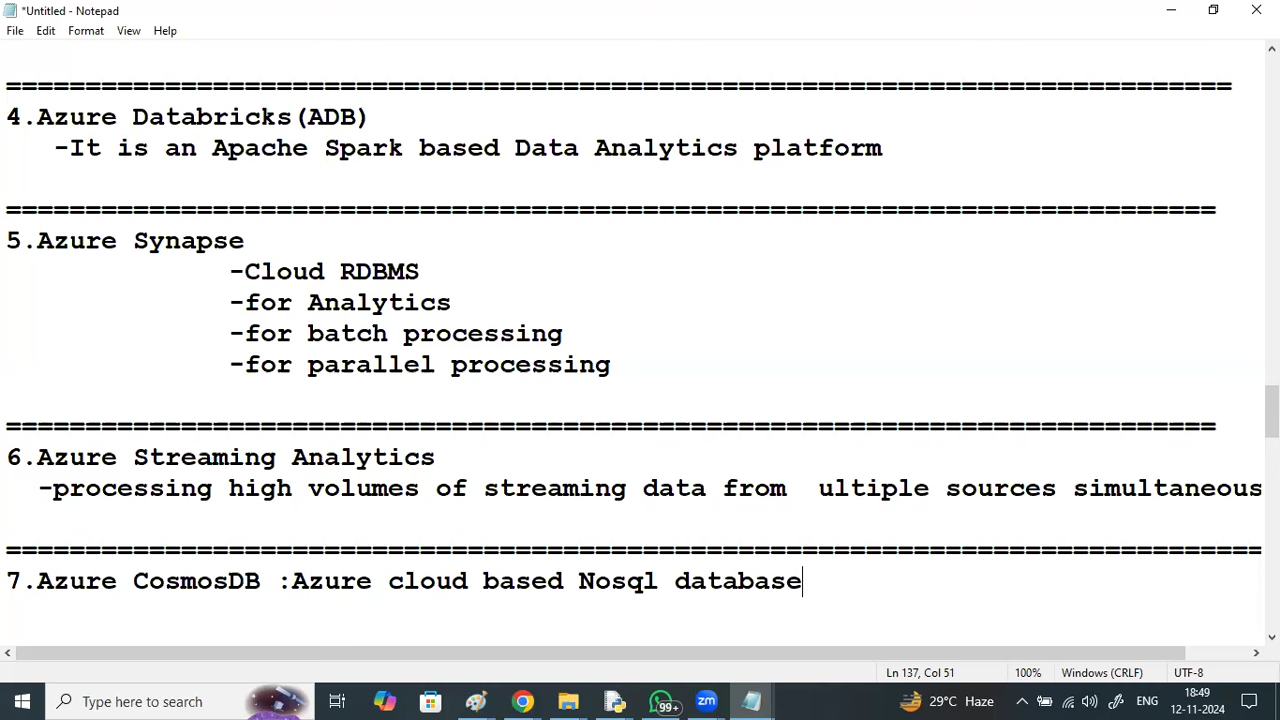 *Untitled - Notepad
File Edit Format View Help
=============================================================================
4.Azure Databricks(ADB)
-It is an Apache Spark based Data Analytics platform
============================================================================
5.Azure Synapse
-Cloud RDBMS
-for Analytics
-for batch processing
-for parallel processing
============================================================================
6.Azure Streaming Analytics
-processing high volumes of streaming data from  ultiple sources simultaneous
===============================================================================
7.Azure CosmosDB :Azure cloud based Nosql database
Ln 137, Col 51 100% Windows (CRLF) UTF-8
Type here to search 99+ zm 29°C Haze ENG 18:49
12-11-2024